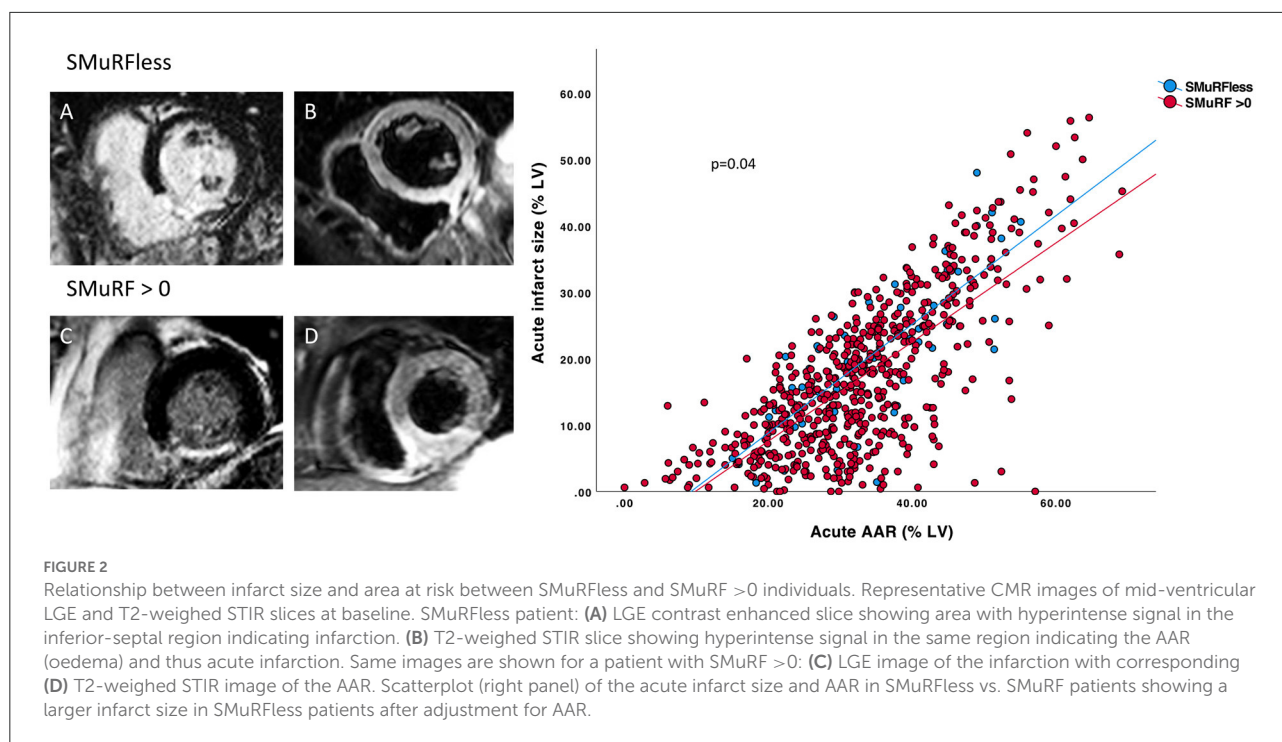 SMuRFless
A
B
SMuRF > 0
C
D
Acute infarct size (% LV)
60.00
50.00
40.00
30.00
20.00
10.00
.00
p=0.04
SMuRFless
SMuRF >0
.00 20.00 40.00 60.00
Acute AAR (% LV)
FIGURE 2
Relationship between infarct size and area at risk between SMuRFless and SMuRF >0 individuals. Representative CMR images of mid-ventricular
LGE and T2-weighed STIR slices at baseline. SMuRFless patient: (A) LGE contrast enhanced slice showing area with hyperintense signal in the
inferior-septal region indicating infarction. (B) T2-weighed STIR slice showing hyperintense signal in the same region indicating the AAR
(oedema) and thus acute infarction. Same images are shown for a patient with SMuRF >0: (C) LGE image of the infarction with corresponding
(D) T2-weighed STIR image of the AAR. Scatterplot (right panel) of the acute infarct size and AAR in SMuRFless vs. SMuRF patients showing a
larger infarct size in SMuRFless patients after adjustment for AAR.